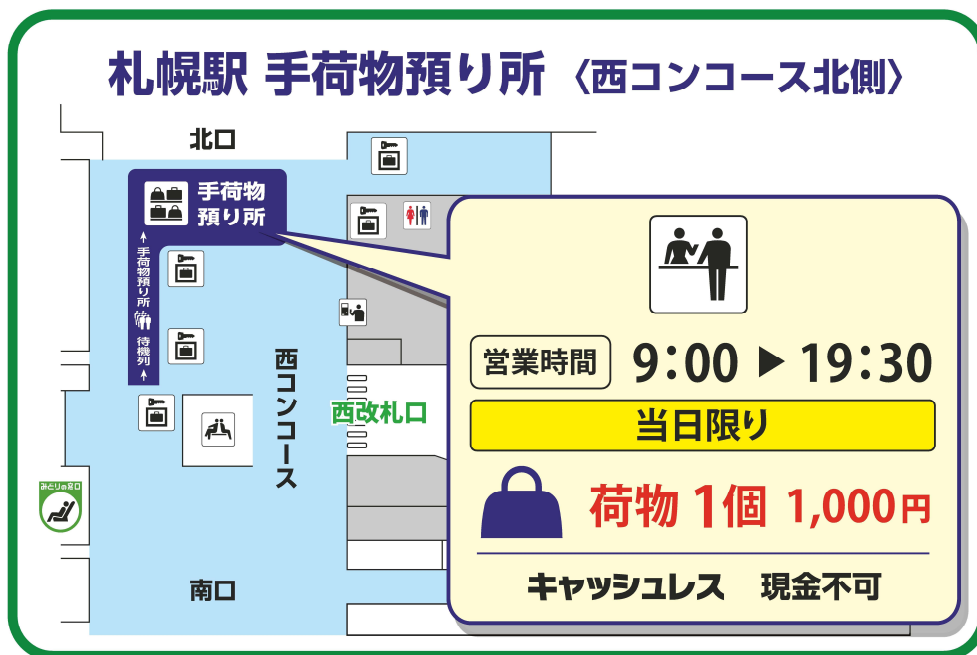 札幌駅 手荷物預り所 〈西コンコース北側〉
北口
手荷物
預り所
手荷物預り所
待機列
西コンコース
西改札口
みどりの窓口
南口
営業時間 9:00 ▶ 19:30
当日限り
荷物 1個 1,000円
キャッシュレス 現金不可